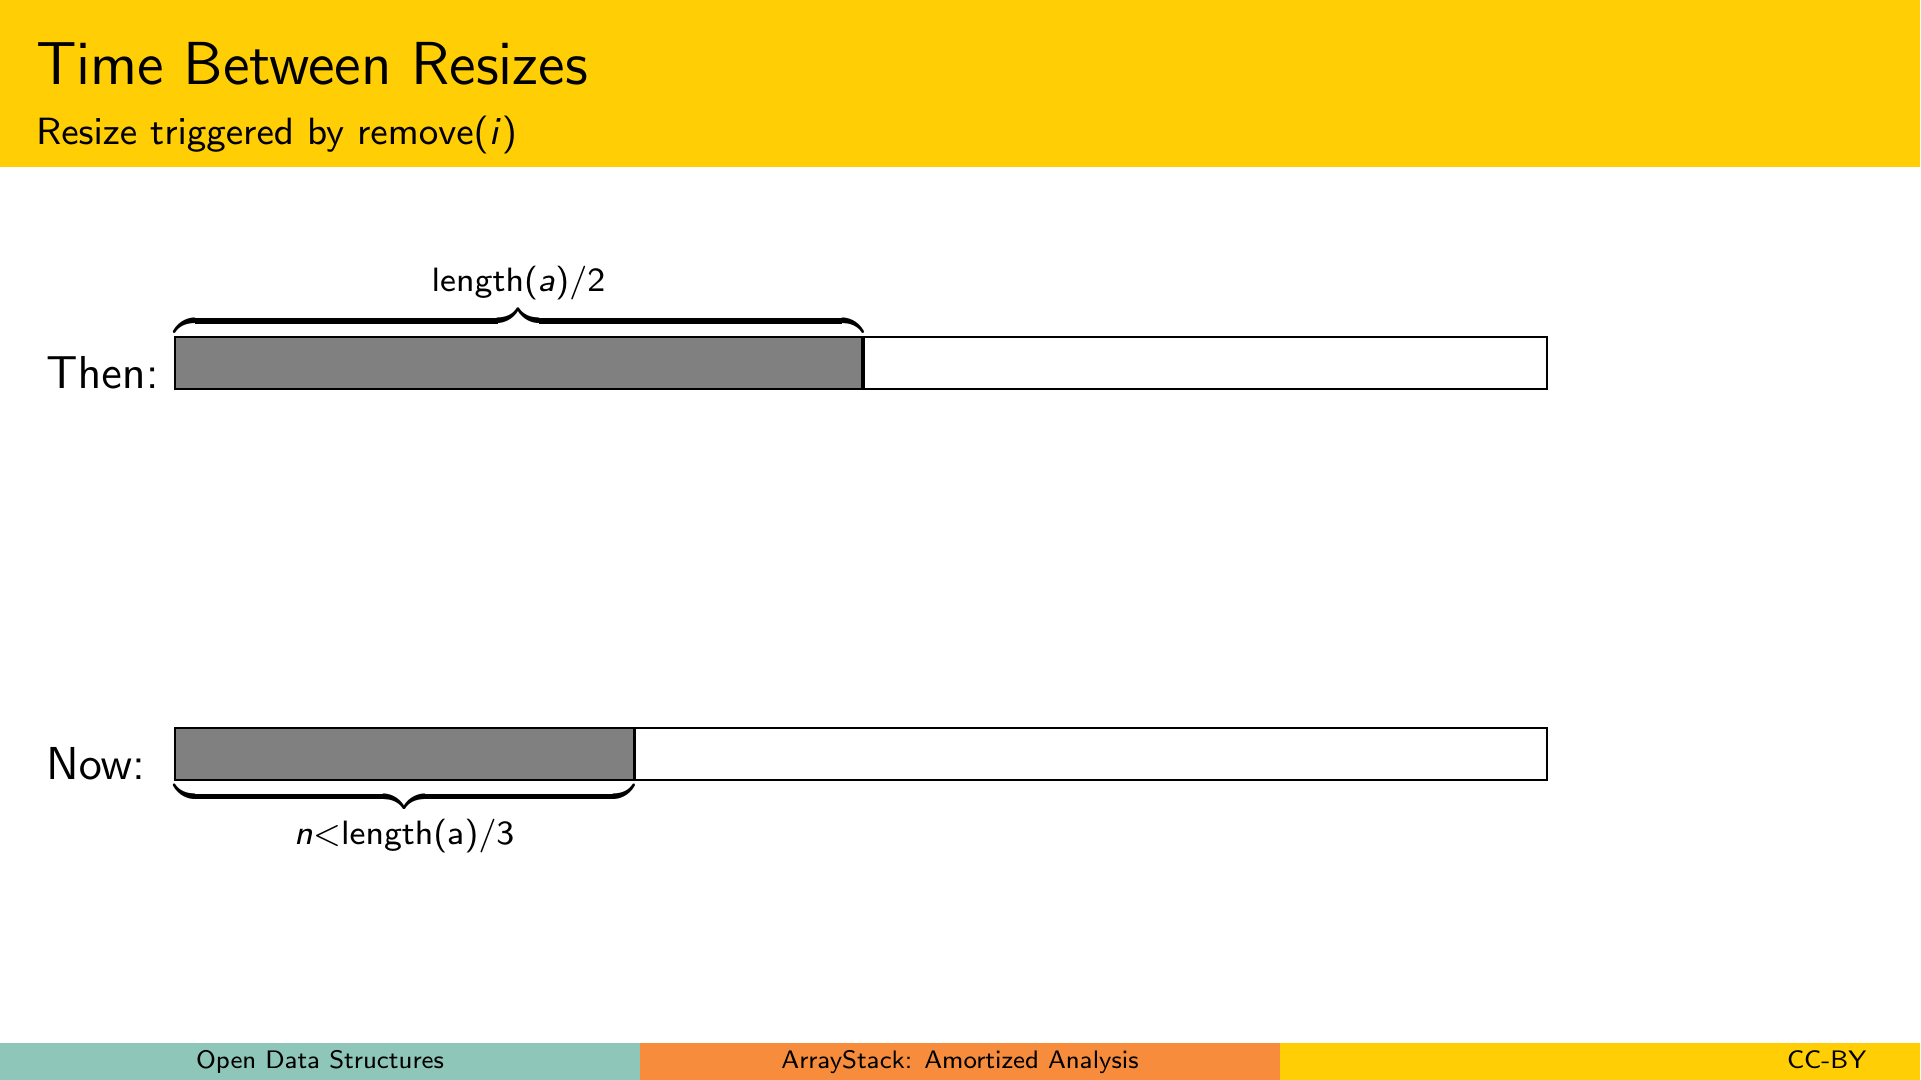 Time Between Resizes
Resize triggered by remove(i)
length(a)/2
Then:
Now:
n<length(a)/3
Open Data Structures
ArrayStack: Amortized Analysis
CC-BY